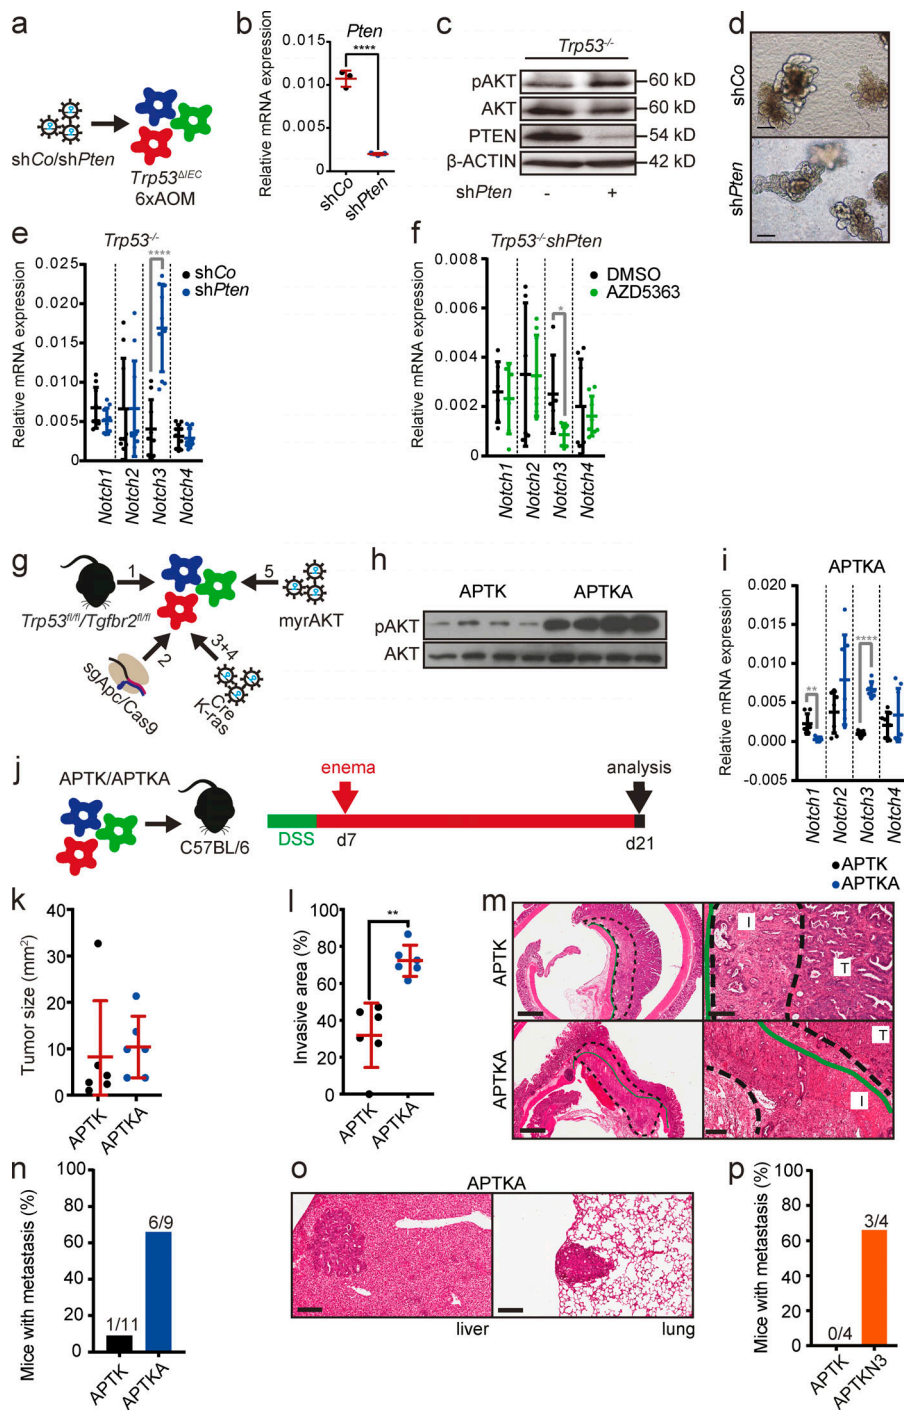 a
shCo/shPten
Trp53ΔIEC
6xAOM
b
Pten
****
Relative mRNA expression
0.015
0.010
0.005
0
shCo
shPten
c
Trp53-/-
pAKT
60 kD
AKT
60 kD
PTEN
54 kD
β-ACTIN
42 kD
shPten - +
d
shCo
shPten
e
Trp53-/-
****
shCo
shPten
Relative mRNA expression
0.025
0.020
0.015
0.010
0.005
0
Notch1
Notch2
Notch3
Notch4
f
Trp53-/-shPten
DMSO
AZD5363
*
Relative mRNA expression
0.008
0.006
0.004
0.002
0
Notch1
Notch2
Notch3
Notch4
g
1
5
Trp53fl/fl/Tgfbr2fl/fl
myrAKT
2
3+4
sgApc/Cas9
Cre
K-ras
h
APTK APTKA
pAKT
AKT
i
APTKA
Relative mRNA expression
0.020
0.015
0.010
0.005
0.000
-0.005
**
****
Notch1
Notch2
Notch3
Notch4
APTK
APTKA
j
APTK/APTKA
C57BL/6
enema
analysis
DSS
d7
d21
k
Tumor size (mm2)
40
30
20
10
0
APTK
APTKA
l
Invasive area (%)
100
80
60
40
20
0
**
APTK
APTKA
m
APTK
I
T
APTKA
T
I
n
Mice with metastasis (%)
100
80
60
40
20
0
1/11
6/9
APTK
APTKA
o
APTKA
liver
lung
p
Mice with metastasis (%)
100
80
60
40
20
0
0/4
3/4
APTK
APTKN3